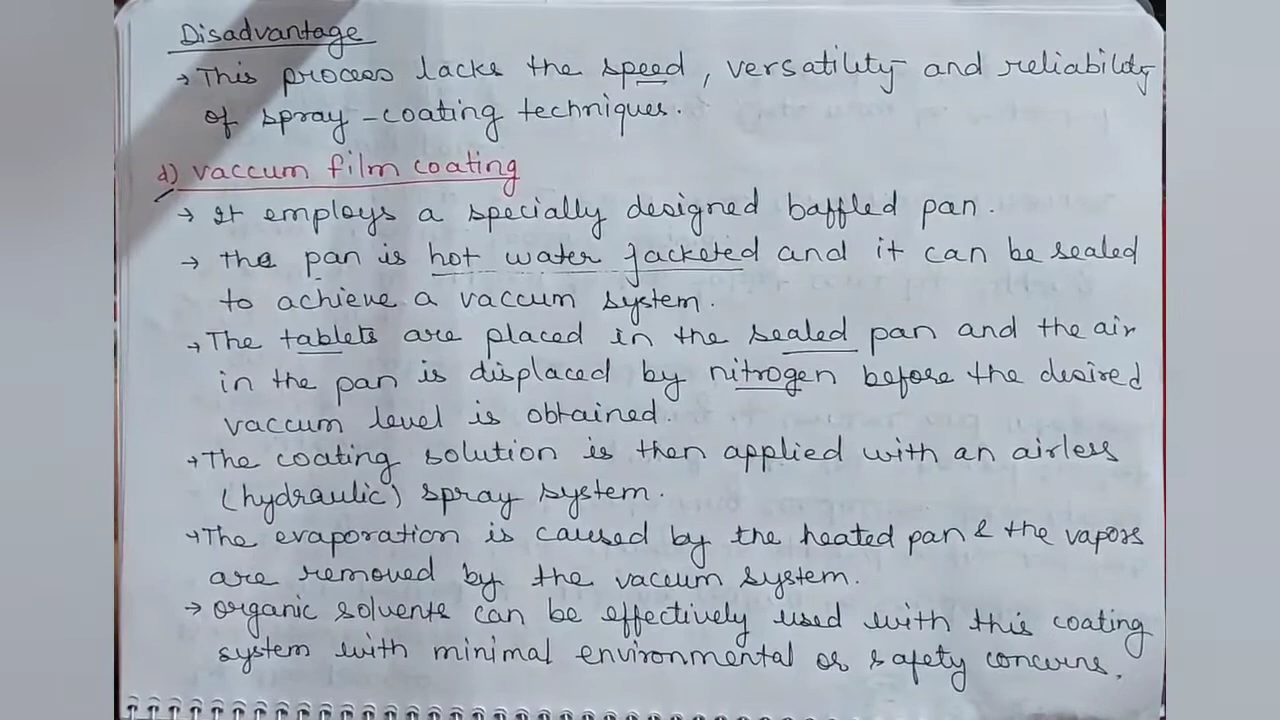 Disadvantage
→ This process lacks the speed, versatility and reliability
of spray-coating techniques.
d) vaccum film coating
→ It employs a specially designed baffled pan.
→ the pan is hot water jacketed and it can be sealed
to achieve a vaccum system.
→ The tablets are placed in the sealed pan and the air
in the pan is displaced by nitrogen before the desired
vaccum level is obtained.
→ The coating solution is then applied with an airless
(hydraulic) spray system.
→ The evaporation is caused by the heated pan & the vapors
are removed by the vaccum system.
→ organic solvents can be effectively used with this coating
system with minimal environmental or safety concerns.